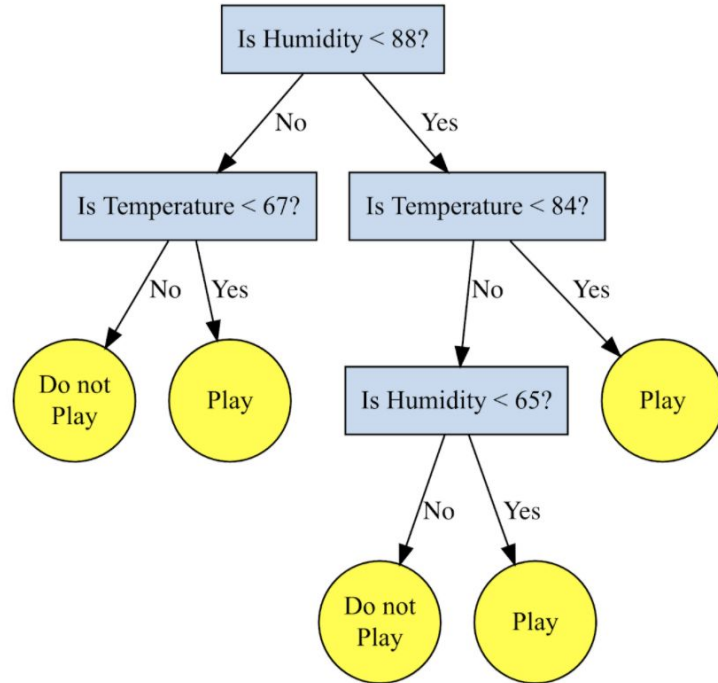 Is Humidity < 88?
No
Yes
Is Temperature < 67?
Is Temperature < 84?
No
Yes
No
Yes
Do not
Play
Play
Is Humidity < 65?
Play
No
Yes
Do not
Play
Play